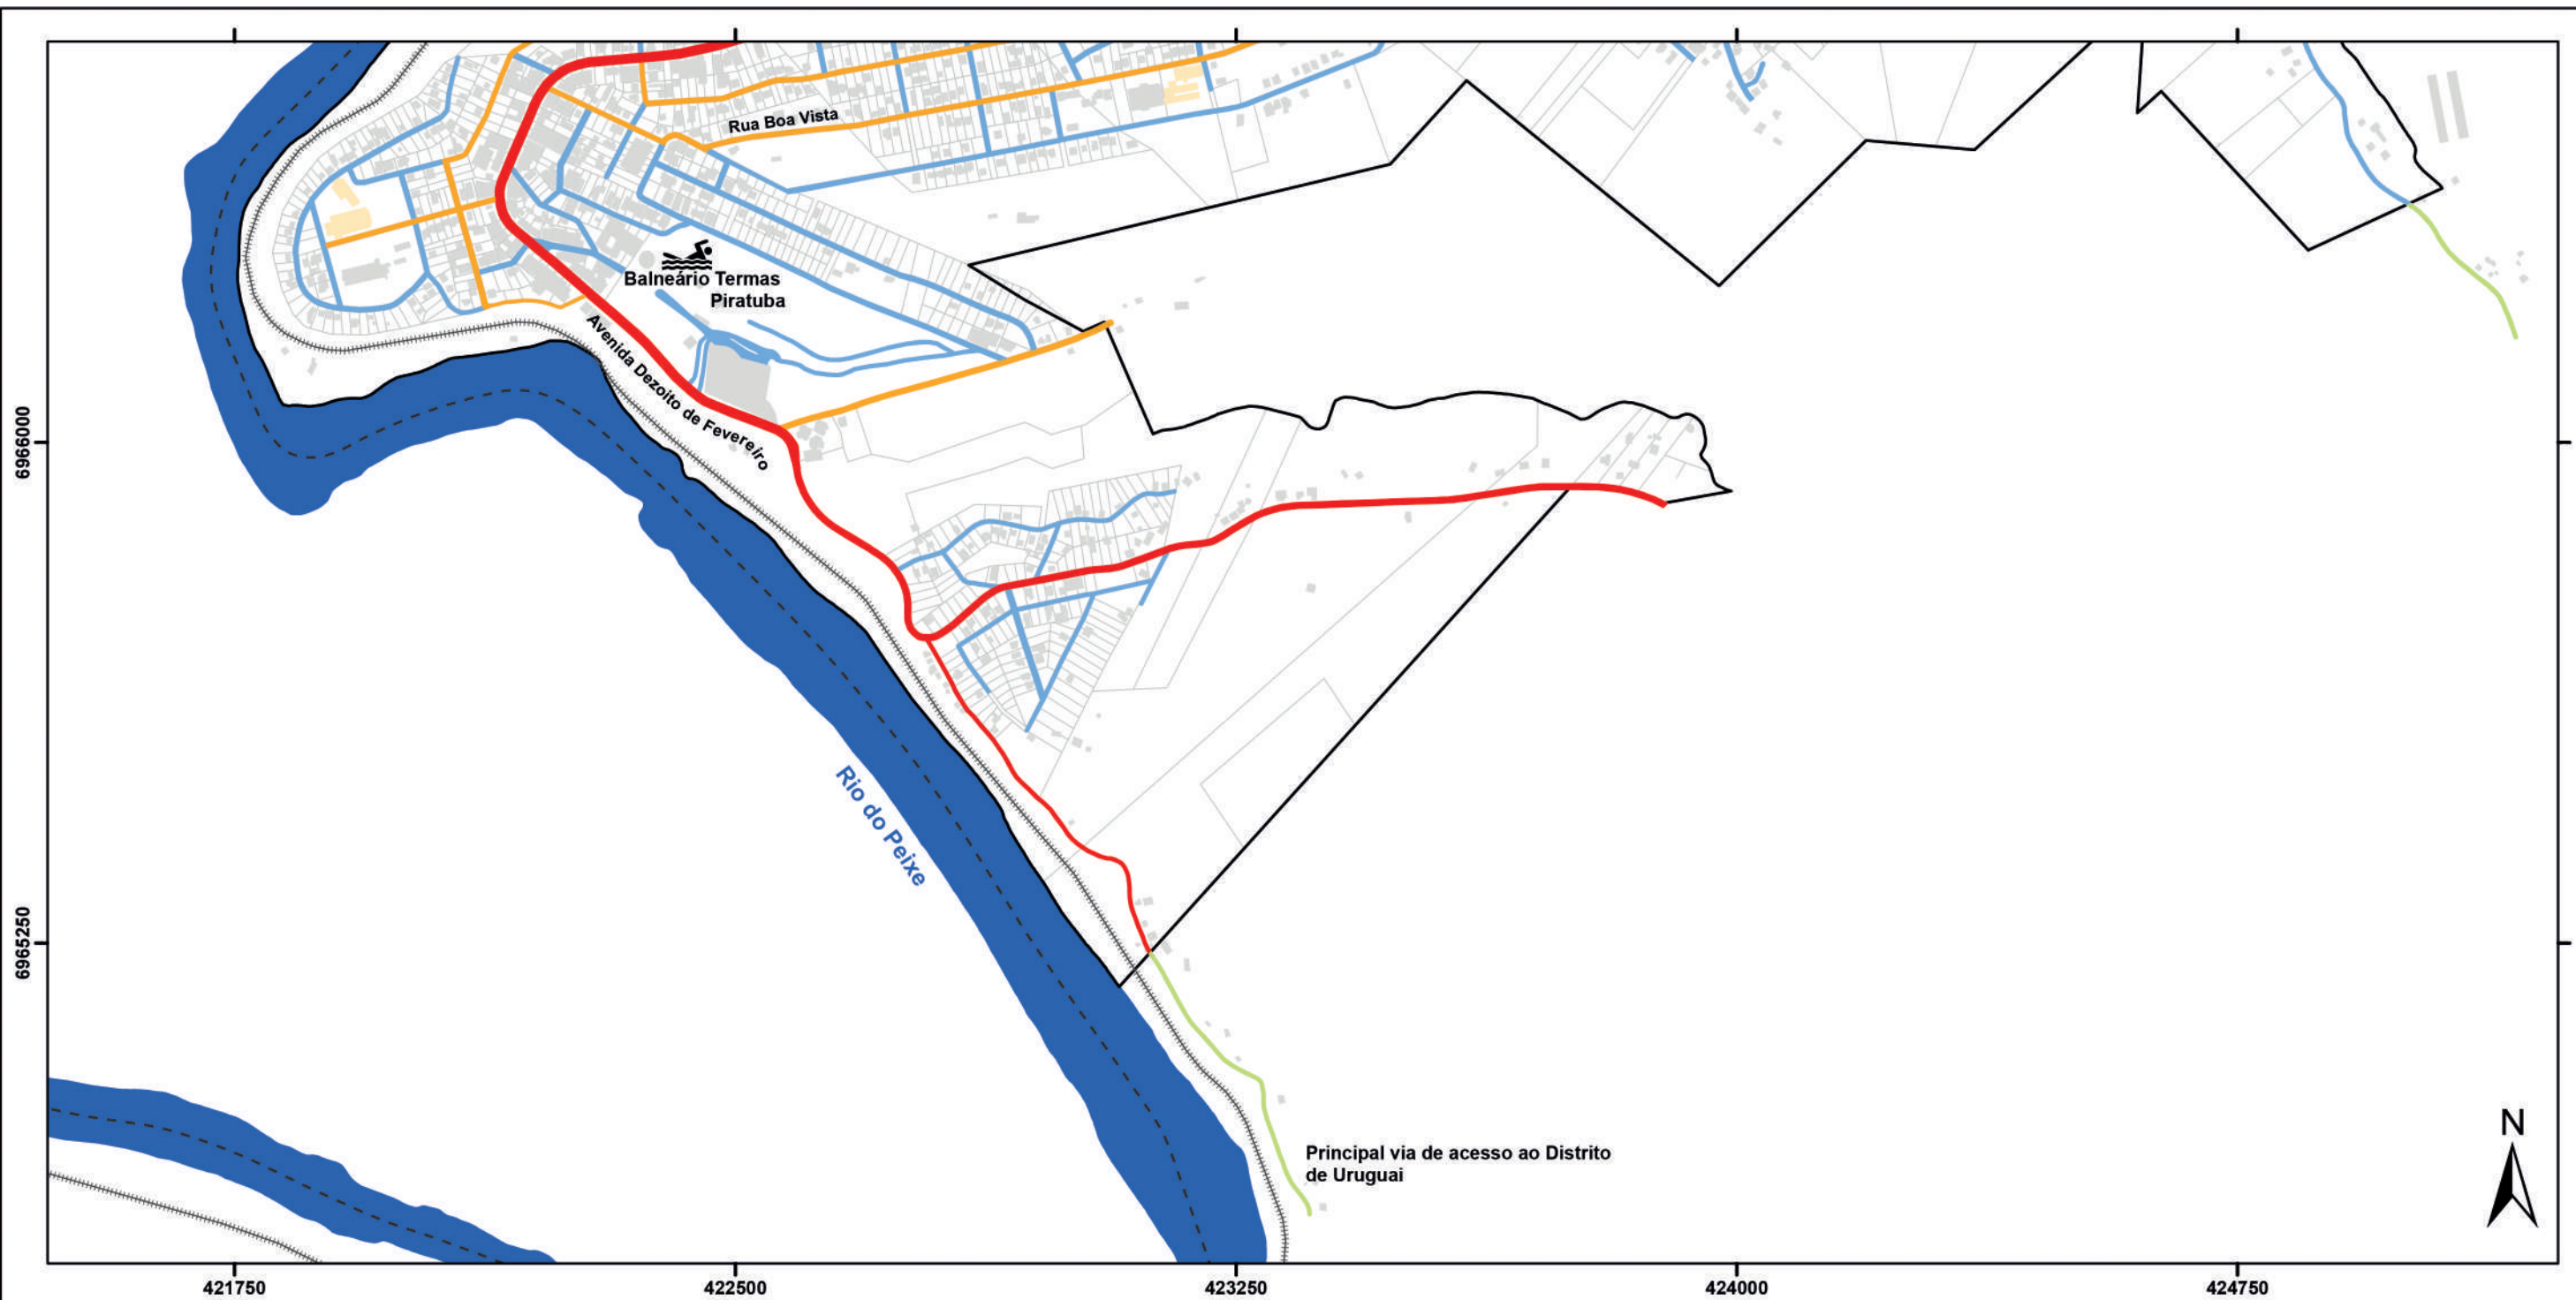 Rua Boa Vista
Balneário Termas
Piratuba
Avenida Dezoito de Fevereiro
6966000
Rio do Peixe
6965250
Principal via de acesso ao Distrito
de Uruguai
N
421750
422500
423250
424000
424750